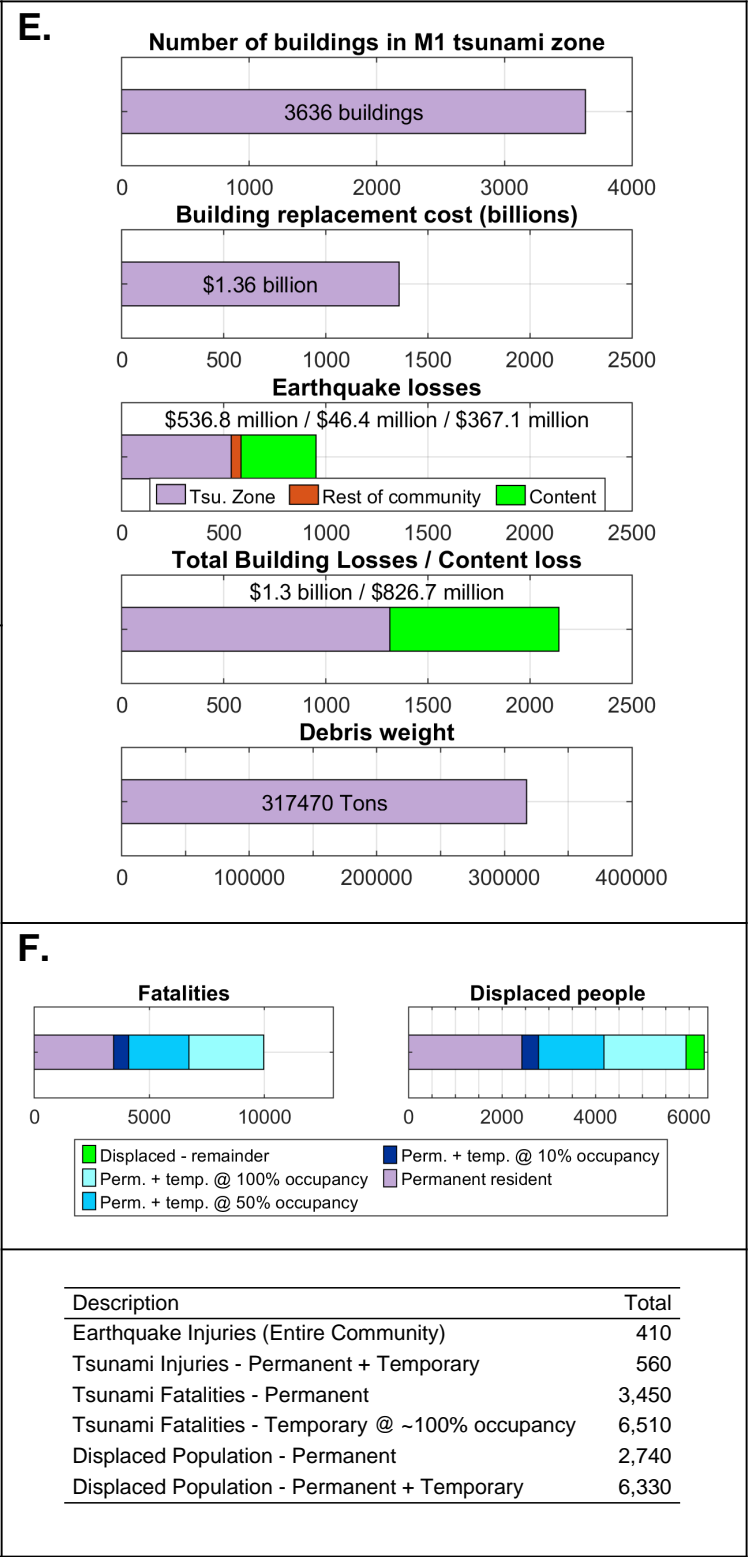 E.
Number of buildings in M1 tsunami zone
3636 buildings
0 1000 2000 3000 4000
Building replacement cost (billions)
$1.36 billion
0 500 1000 1500 2000 2500
Earthquake losses
$536.8 million / $46.4 million / $367.1 million
Tsu. Zone Rest of community Content
0 500 1000 1500 2000 2500
Total Building Losses / Content loss
$1.3 billion / $826.7 million
0 500 1000 1500 2000 2500
Debris weight
317470 Tons
0 100000 200000 300000 400000
F.
Fatalities Displaced people
0 5000 10000 0 2000 4000 6000
Displaced - remainder Perm. + temp. @ 10% occupancy
Perm. + temp. @ 100% occupancy Permanent resident
Perm. + temp. @ 50% occupancy
Description Total
Earthquake Injuries (Entire Community) 410
Tsunami Injuries - Permanent + Temporary 560
Tsunami Fatalities - Permanent 3,450
Tsunami Fatalities - Temporary @ ~100% occupancy 6,510
Displaced Population - Permanent 2,740
Displaced Population - Permanent + Temporary 6,330